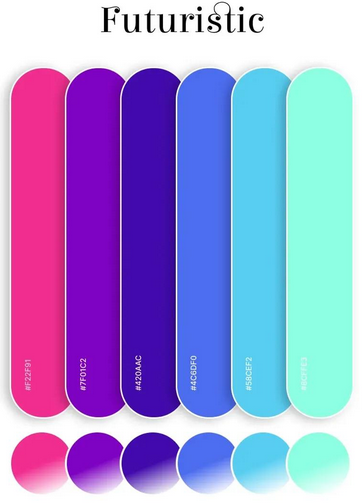 Futuristic
#F22F91
#7F01C2
#420AAC
#4C6DF0
#58CEF2